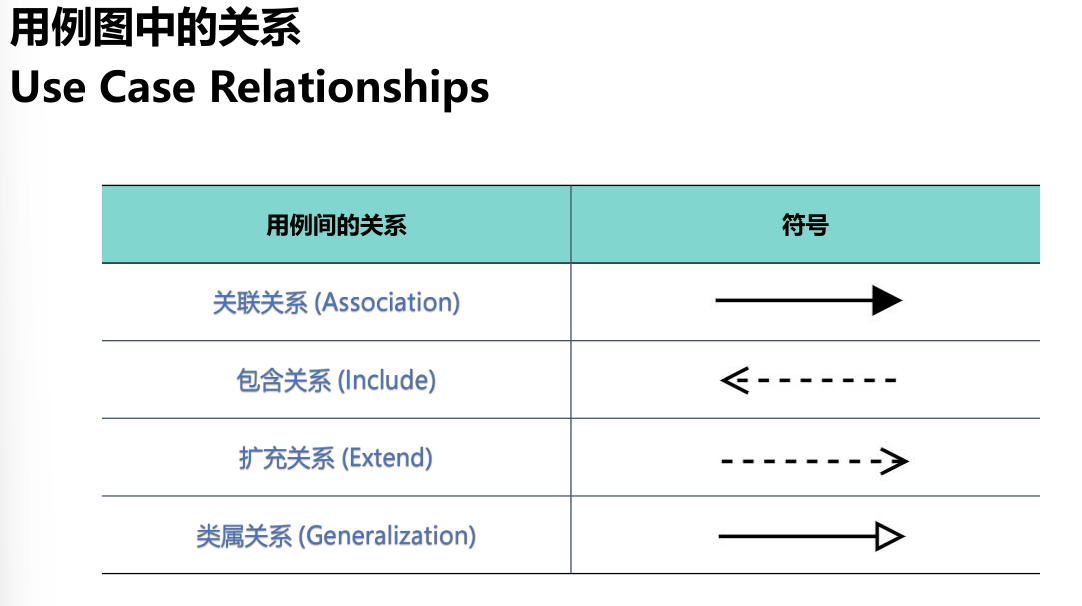 用例图中的关系
Use Case Relationships
用例间的关系
符号
关联关系 (Association)
包含关系 (Include)
扩充关系 (Extend)
类属关系 (Generalization)